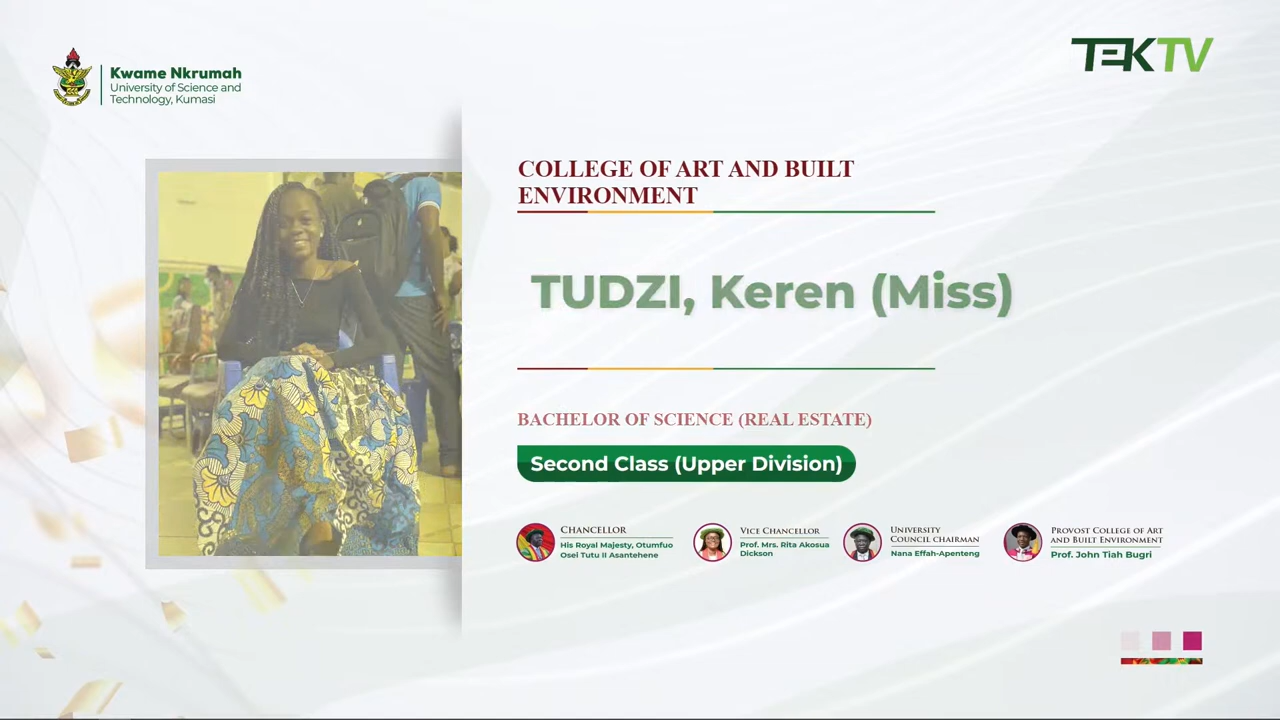 Kwame Nkrumah
University of Science and
Technology, Kumasi
TEKTV
COLLEGE OF ART AND BUILT
ENVIRONMENT
TUDZI, Keren (Miss)
BACHELOR OF SCIENCE (REAL ESTATE)
Second Class (Upper Division)
CHANCELLOR
His Royal Majesty, Otumfuo
Osei Tutu II Asantehene
VICE CHANCELLOR
Prof. Mrs. Rita Akosua
Dickson
UNIVERSITY
COUNCIL CHAIRMAN
Nana Effah-Apenteng
PROVOST COLLEGE OF ART
AND BUILT ENVIRONMENT
Prof. John Tiah Bugri